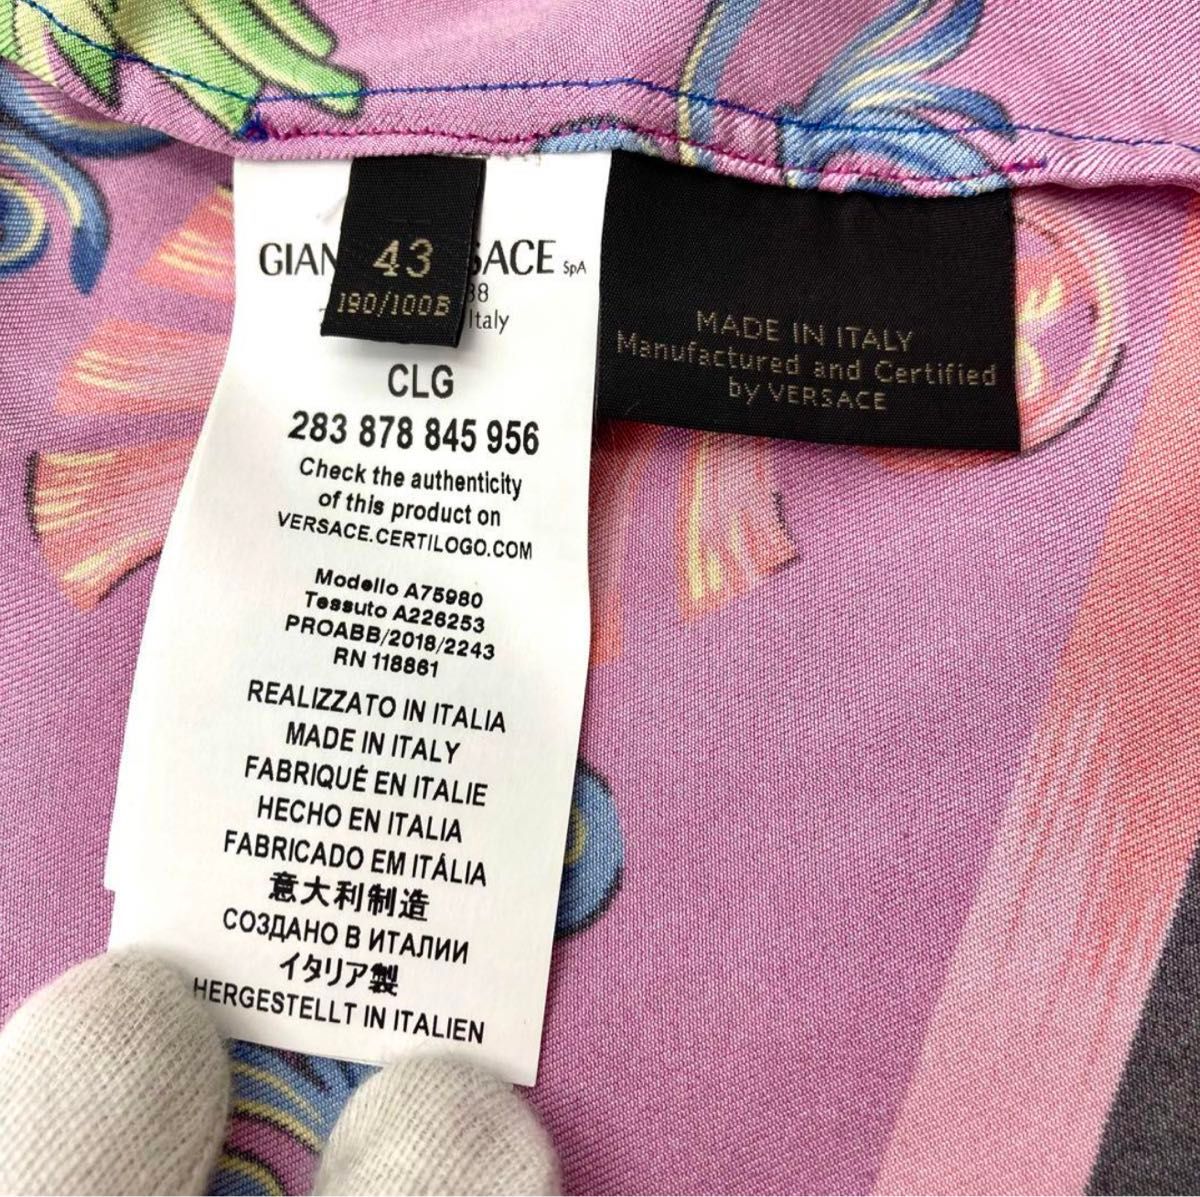 43
190/100B
GIAN ACE SpA
38
Italy
CLG
283 878 845 956
Check the authenticity
of this product on
VERSACE.CERTILOGO.COM
Modello A75980
Tessuto A226253
PROABB/2018/2243
RN 118861
REALIZZATO IN ITALIA
MADE IN ITALY
FABRIQUÉ EN ITALIE
HECHO EN ITALIA
FABRICADO EM ITÁLIA
意大利制造
СОЗДАНО В ИТАЛИИ
イタリア製
HERGESTELLT IN ITALIEN
MADE IN ITALY
Manufactured and Certified
by VERSACE